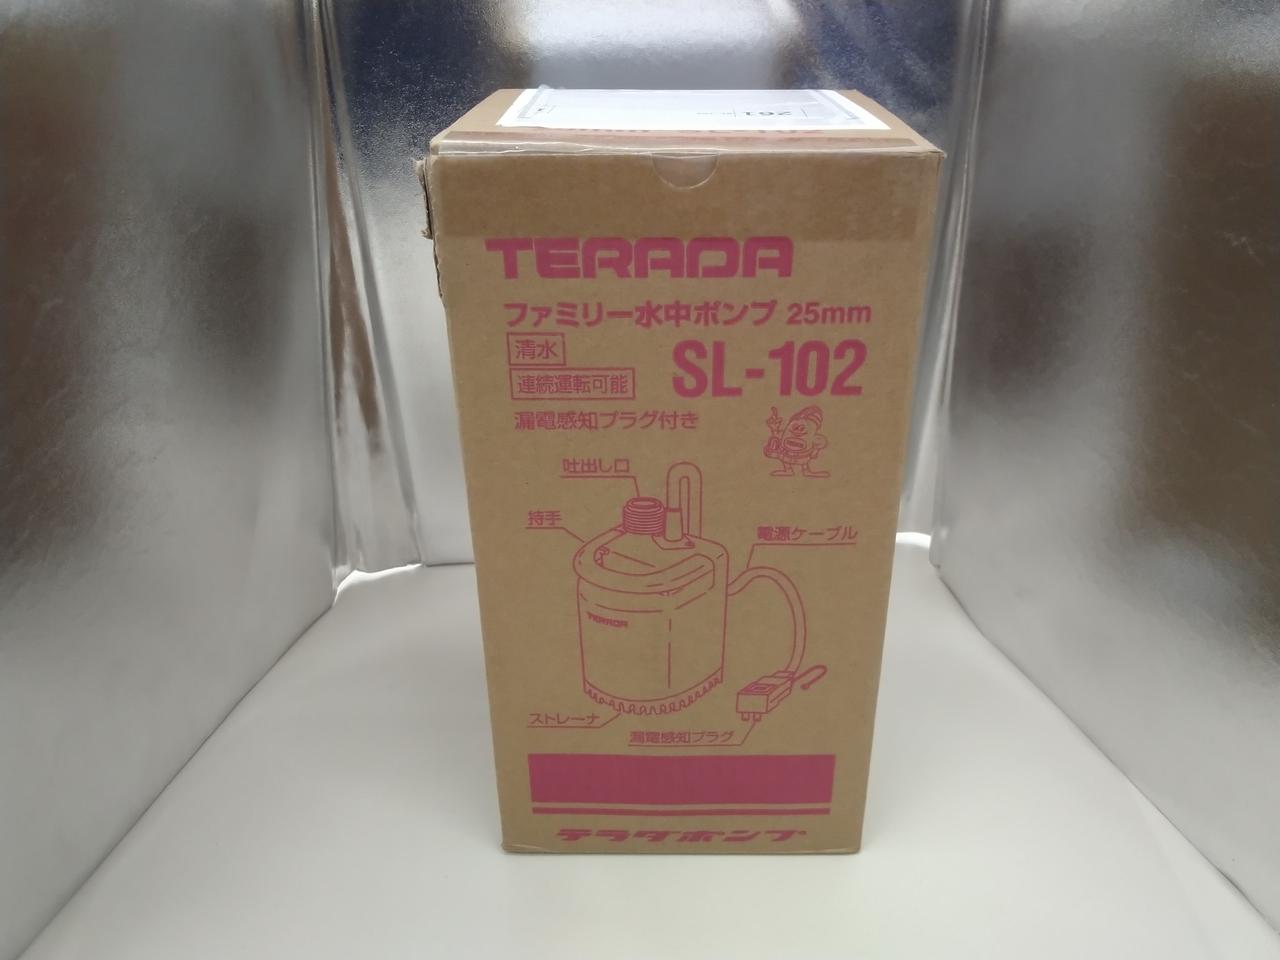 261
TERADA
ファミリー水中ポンプ 25mm
清水
連続運転可能
SL-102
漏電感知プラグ付き
吐出し口
持手
電源ケーブル
TERADA
ストレーナ
漏電感知プラグ
テラダポンプ